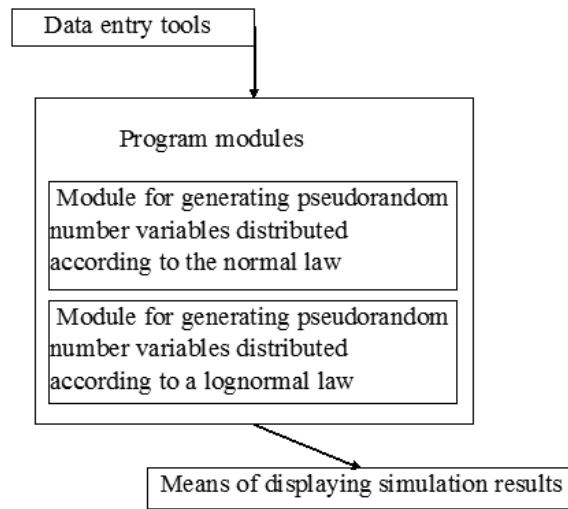 Data entry tools
Program modules
Module for generating pseudorandom
number variables distributed
according to the normal law
Module for generating pseudorandom
number variables distributed
according to a lognormal law
Means of displaying simulation results